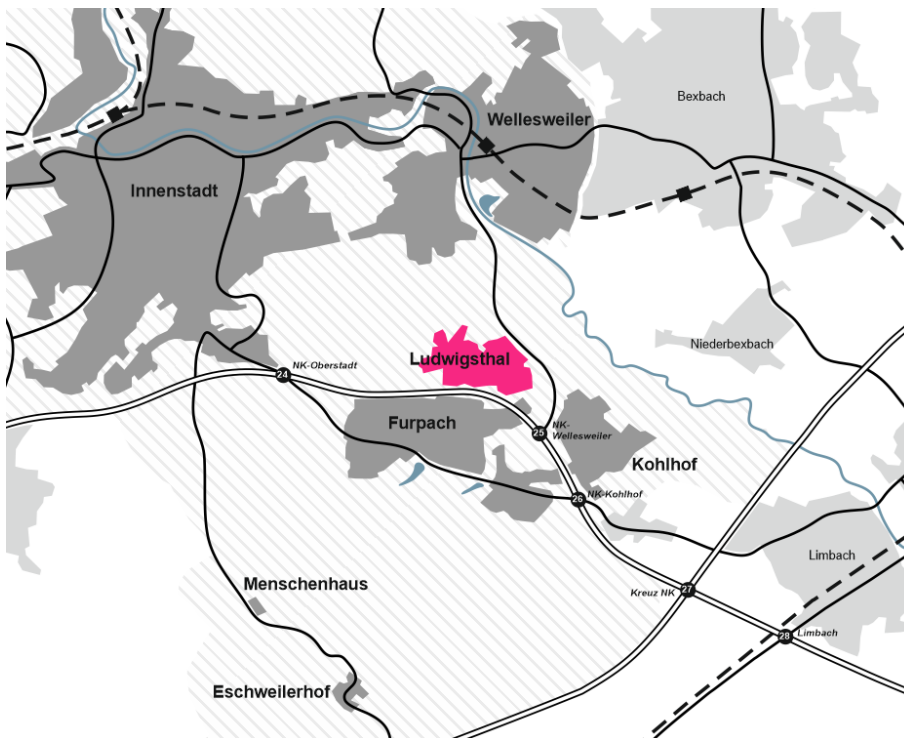 Bexbach
Wellesweiler
Innenstadt
Niederbexbach
Ludwigsthal
NK-Oberstadt
24
Furpach
25
NK-
Wellesweiler
Kohlhof
26
NK-Kohlhof
Limbach
Menschenhaus
Kreuz NK
27
28
Limbach
Eschweilerhof